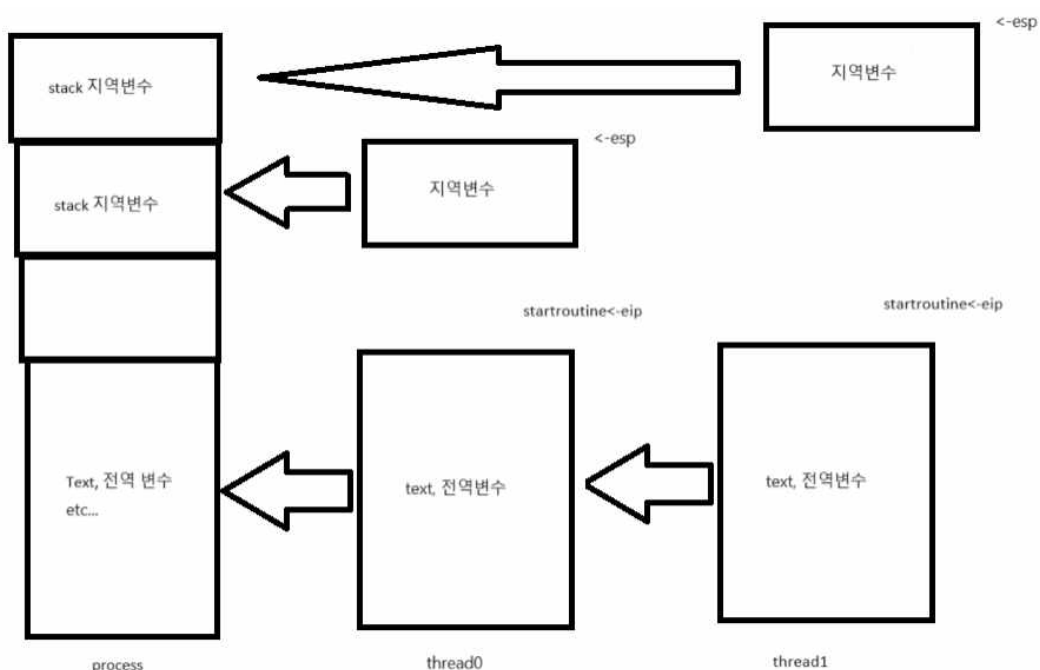 <-esp
stack 지역변수
지역변수
<-esp
stack 지역변수
지역변수
startroutine<-eip
startroutine<-eip
Text, 전역 변수
etc...
text, 전역변수
text, 전역변수
process
thread0
thread1